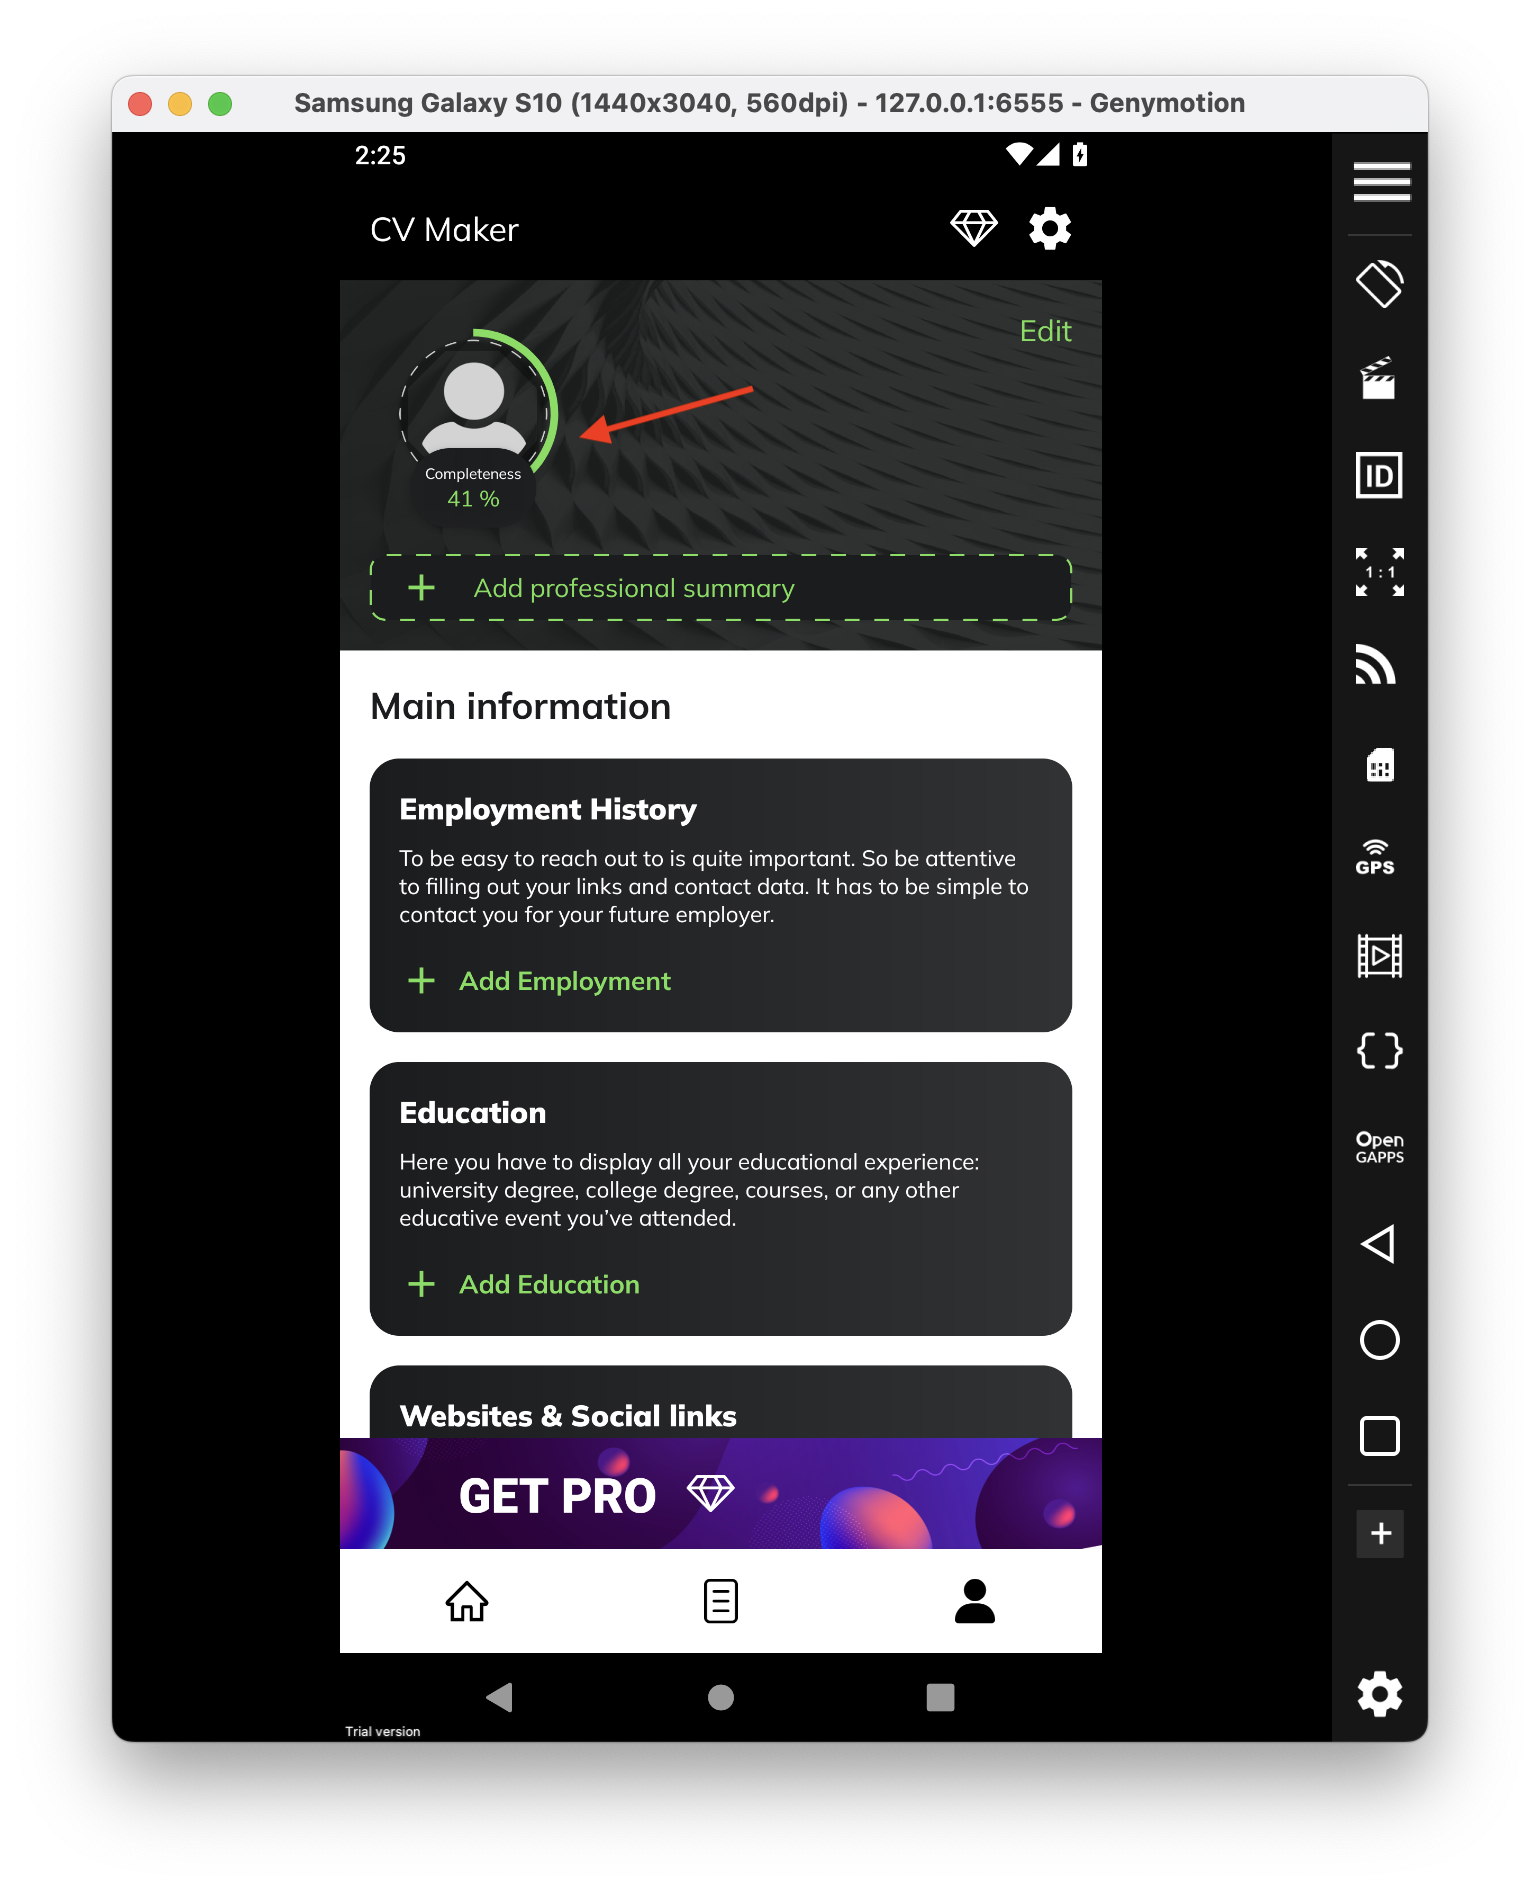 Samsung Galaxy S10 (1440x3040, 560dpi) - 127.0.0.1:6555 - Genymotion
2:25
CV Maker
Edit
Completeness
41 %
+ Add professional summary
Main information
Employment History
To be easy to reach out to is quite important. So be attentive
to filling out your links and contact data. It has to be simple to
contact you for your future employer.
+ Add Employment
Education
Here you have to display all your educational experience:
university degree, college degree, courses, or any other
educative event you’ve attended.
+ Add Education
Websites & Social links
GET PRO
Trial version
ID
1:1
GPS
{ }
Open
GAPPS
+